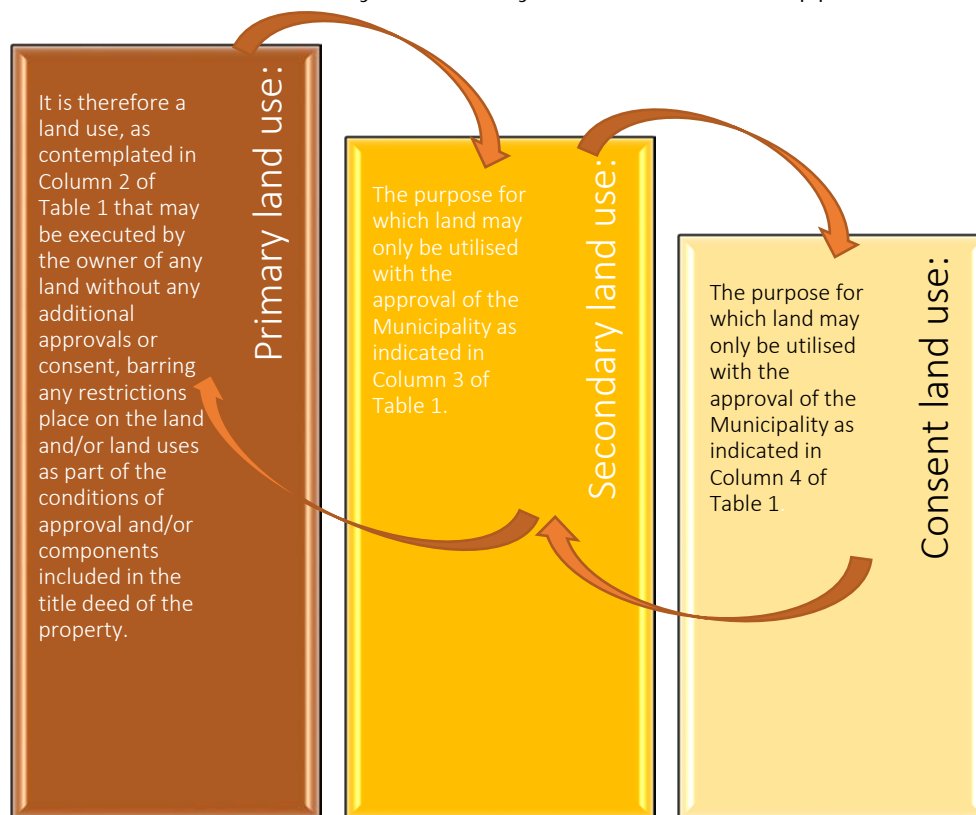 Primary land use:
It is therefore a
land use, as
contemplated in
Column 2 of
Table 1 that may
be executed by
the owner of any
land without any
additional
approvals or
consent, barring
any restrictions
place on the land
and/or land uses
as part of the
conditions of
approval and/or
components
included in the
title deed of the
property.
Secondary land use:
The purpose for
which land may
only be utilised
with the
approval of the
Municipality as
indicated in
Column 3 of
Table 1.
Consent land use:
The purpose for
which land may
only be utilised
with the
approval of the
Municipality as
indicated in
Column 4 of
Table 1